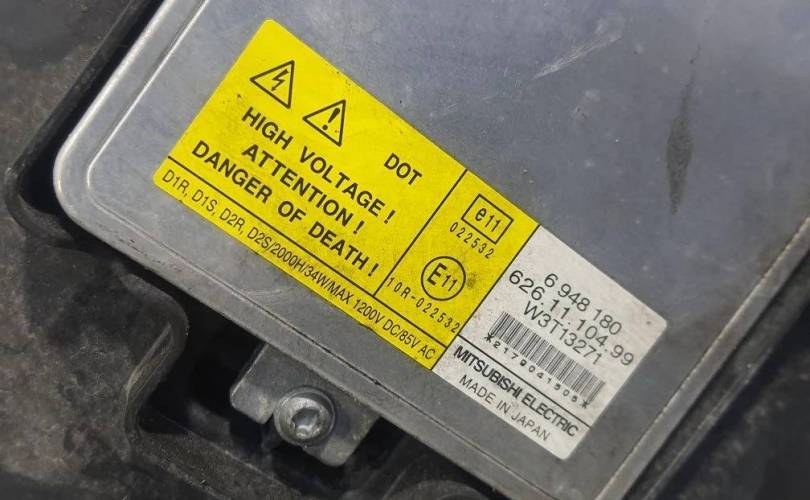 HIGH VOLTAGE!
ATTENTION!
DANGER OF DEATH!
DOT
D1R, D1S, D2R, D2S/2000H/34W/MAX 1200V DC/85V AC
e11
022532
E11
10R-022532
6 948 180
626.11.104.99
W3T13271
*2179041505*
MITSUBISHI ELECTRIC
MADE IN JAPAN